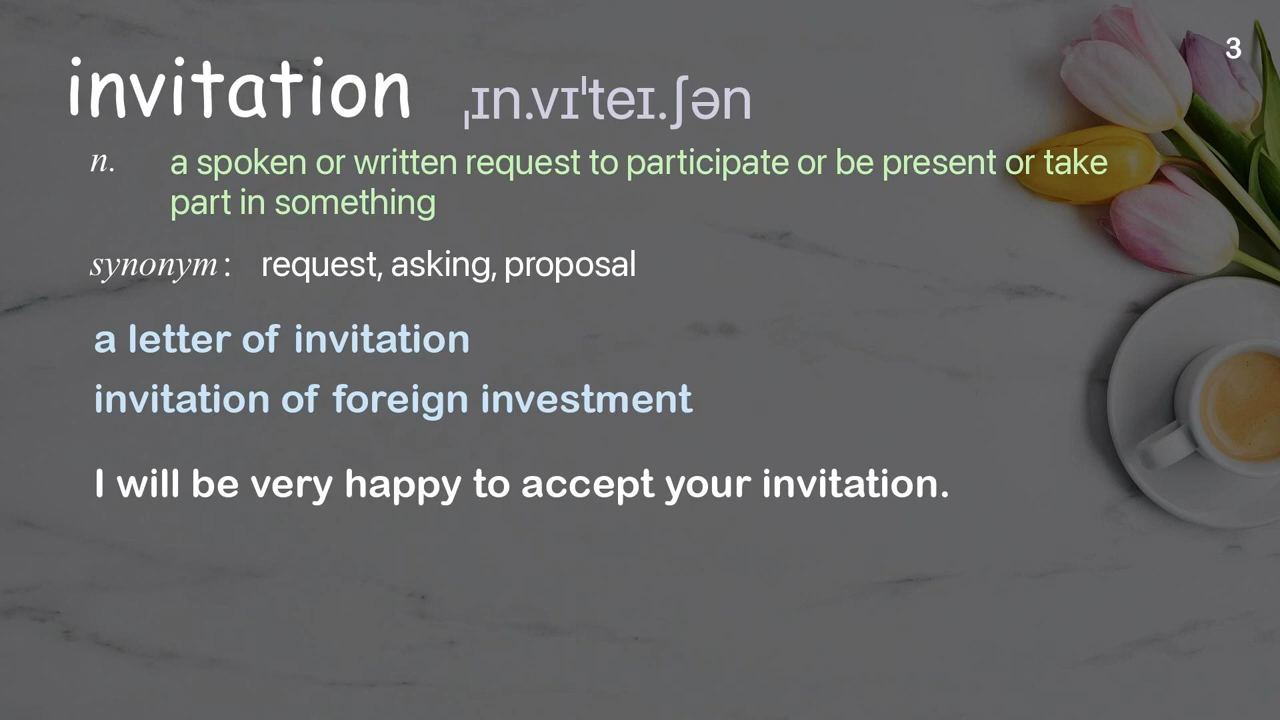 3
invitation ˌɪn.vɪˈteɪ.ʃən
n. a spoken or written request to participate or be present or take
part in something
synonym: request, asking, proposal
a letter of invitation
invitation of foreign investment
I will be very happy to accept your invitation.